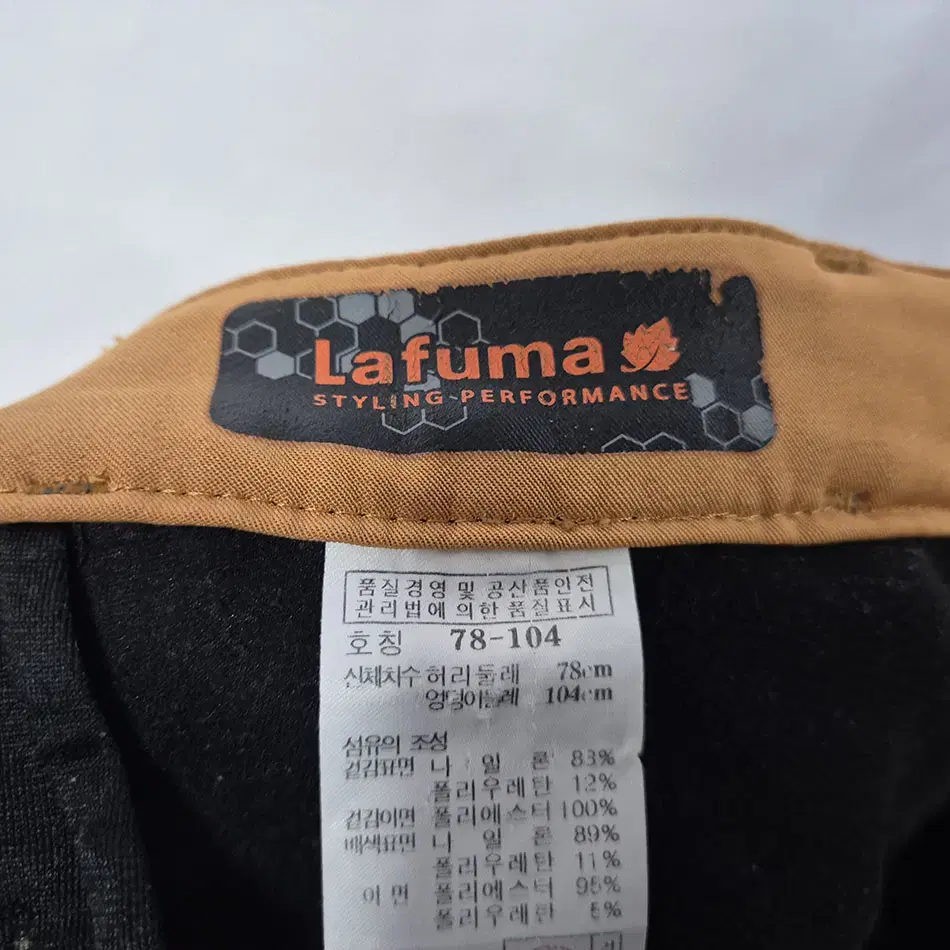 Lafuma
STYLING-PERFORMANCE
품질경영 및 공산품안전
관리법에 의한 품질표시
호칭 78-104
신체치수 허리둘레 78cm
엉덩이둘레 104cm
섬유의 조성
겉감표면 나 일 론 83%
폴리우레탄 12%
겉감이면 폴리에스터 100%
배색표면 나 일 론 89%
폴리우레탄 11%
이 면 폴리에스터 95%
폴리우레탄 5%